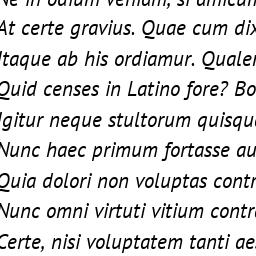 Ne in odium veniam, si amicum
At certe gravius. Quae cum dix
Itaque ab his ordiamur. Qualem
Quid censes in Latino fore? Bo
Igitur neque stultorum quisqu
Nunc haec primum fortasse au
Quia dolori non voluptas contr
Nunc omni virtuti vitium contr
Certe, nisi voluptatem tanti aes